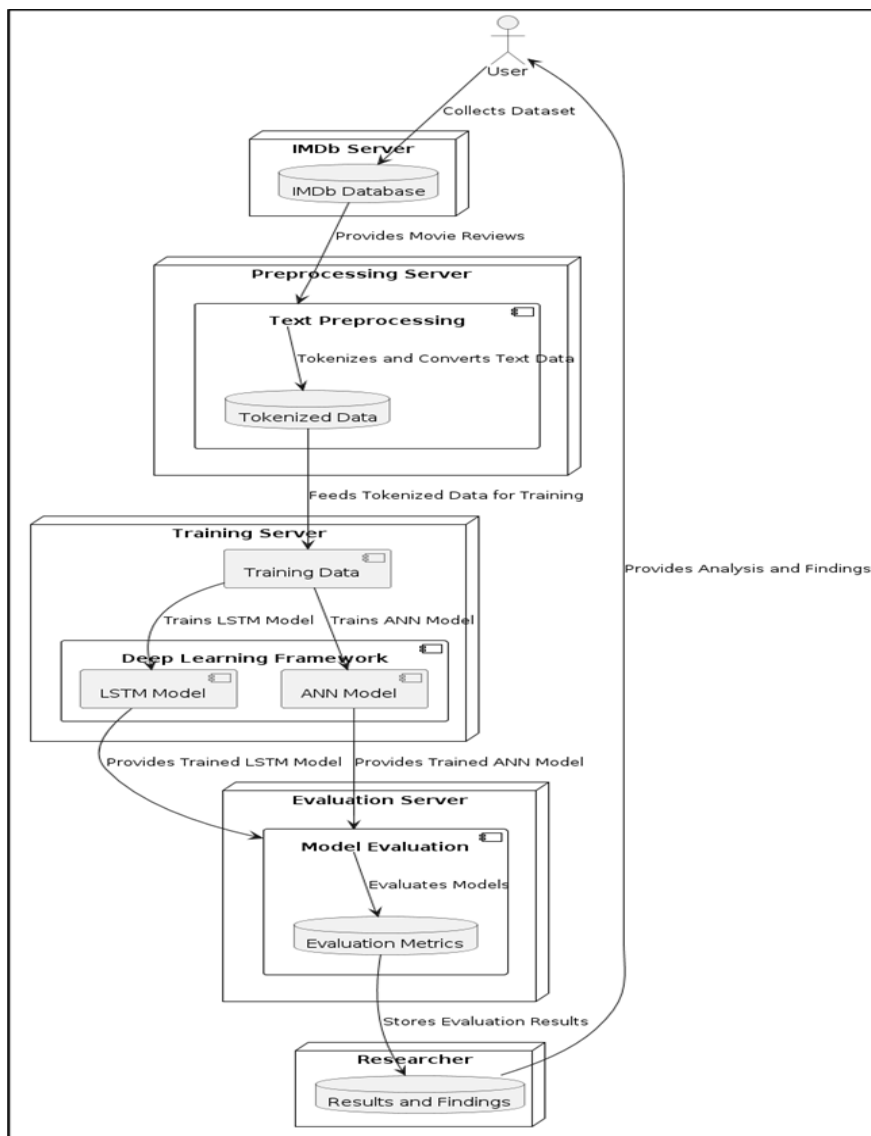 User
Collects Dataset
IMDb Server
IMDb Database
Provides Movie Reviews
Preprocessing Server
Text Preprocessing
Tokenizes and Converts Text Data
Tokenized Data
Feeds Tokenized Data for Training
Training Server
Training Data
Provides Analysis and Findings
Trains LSTM Model
Trains ANN Model
Deep Learning Framework
LSTM Model
ANN Model
Provides Trained LSTM Model
Provides Trained ANN Model
Evaluation Server
Model Evaluation
Evaluates Models
Evaluation Metrics
Stores Evaluation Results
Researcher
Results and Findings